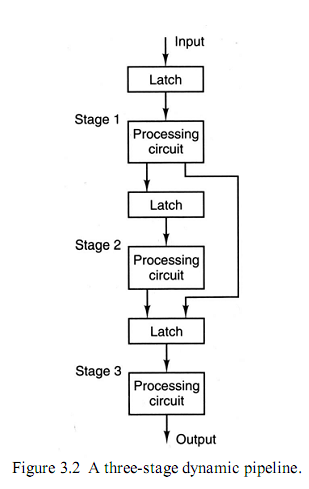 Input
Latch
Stage 1
Processing
circuit
Latch
Stage 2
Processing
circuit
Latch
Stage 3
Processing
circuit
Output
Figure 3.2 A three-stage dynamic pipeline.